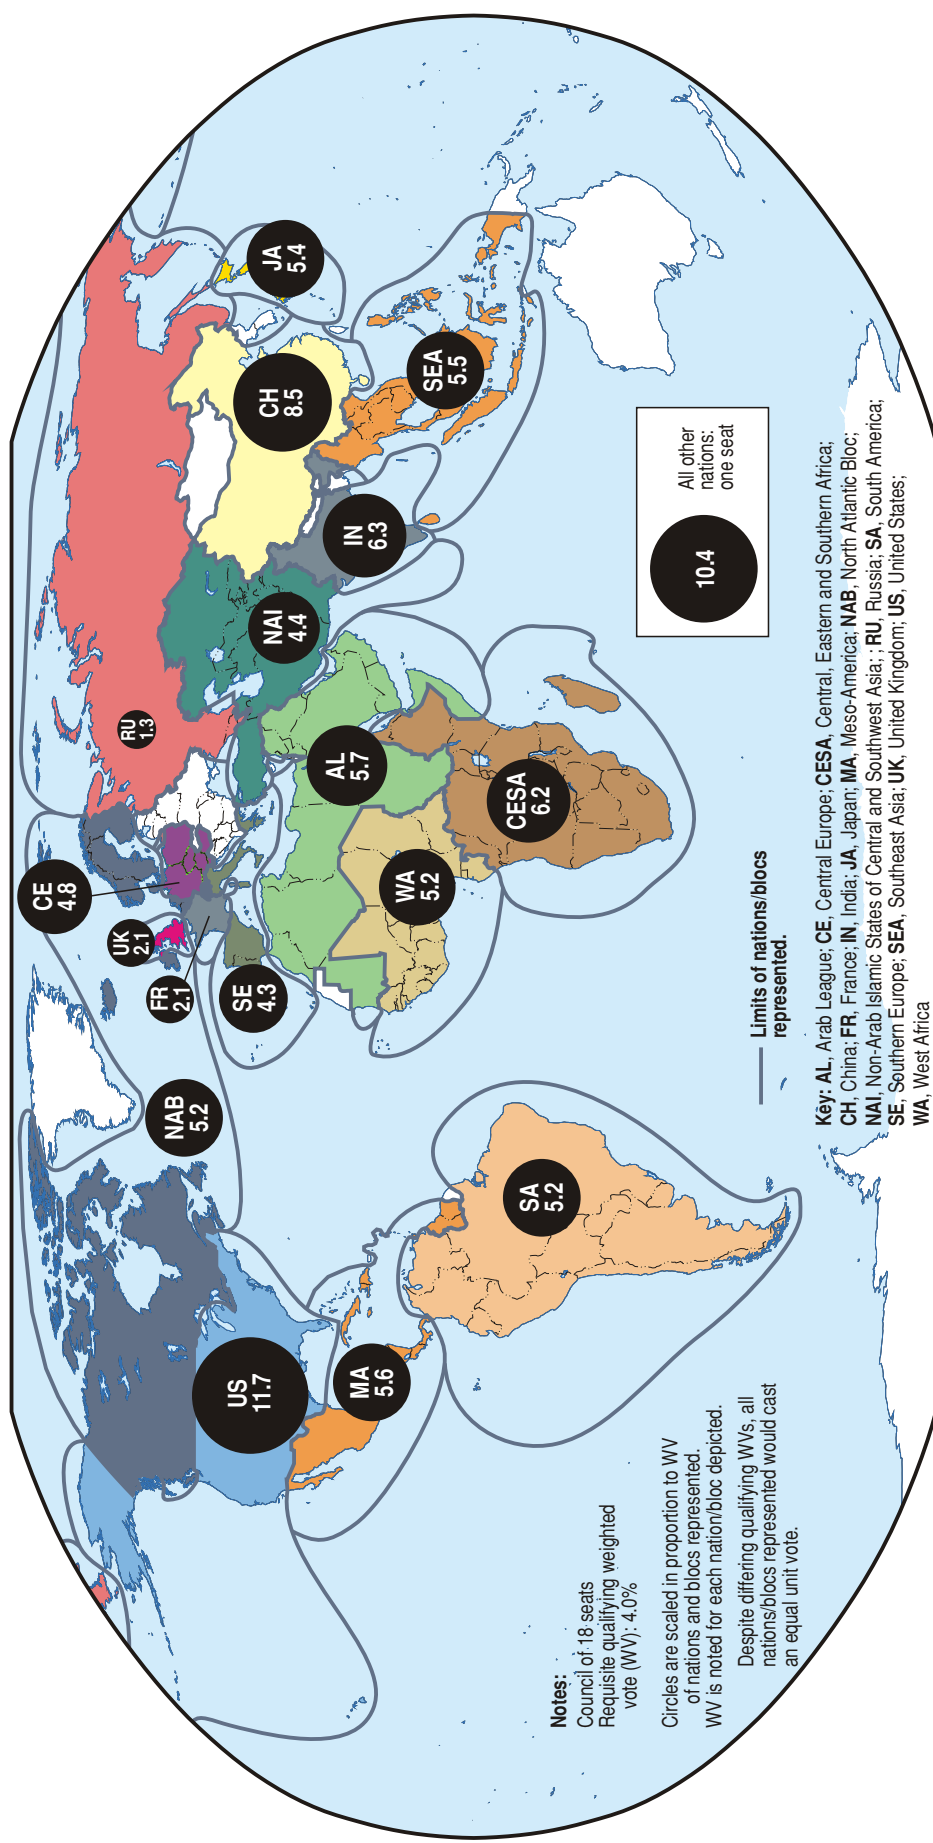 CE
4.8
UK
2.1
FR
2.1
SE
4.3
NAB
5.2
US
11.7
MA
5.6
SA
5.2
RU
1.3
NAI
4.4
AL
5.7
WA
5.2
CESA
6.2
IN
6.3
CH
8.5
JA
5.4
SEA
5.5
10.4
All other
nations:
one seat
Limits of nations/blocs
represented.
Notes:
Council of 18 seats
Requisite qualifying weighted
vote (WV): 4.0%
Circles are scaled in proportion to WV
of nations and blocs represented.
WV is noted for each nation/bloc depicted.
Despite differing qualifying WVs, all
nations/blocs represented would cast
an equal unit vote.
Key: AL, Arab League; CE, Central Europe; CESA, Central, Eastern and Southern Africa;
CH, China; FR, France; IN, India; JA, Japan; MA, Meso-America; NAB, North Atlantic Bloc;
NAI, Non-Arab Islamic States of Central and Southwest Asia; ; RU, Russia; SA, South America;
SE, Southern Europe; SEA, Southeast Asia; UK, United Kingdom; US, United States;
WA, West Africa